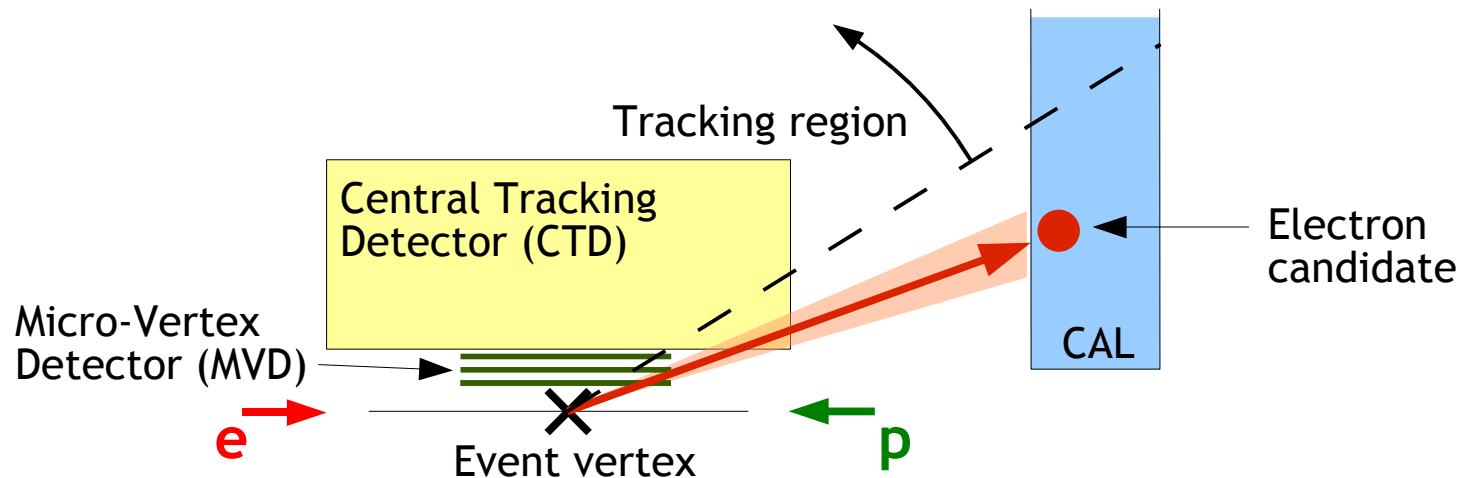 Tracking region
Central Tracking
Detector (CTD)
Electron
candidate
Micro-Vertex
Detector (MVD)
CAL
e
p
Event vertex